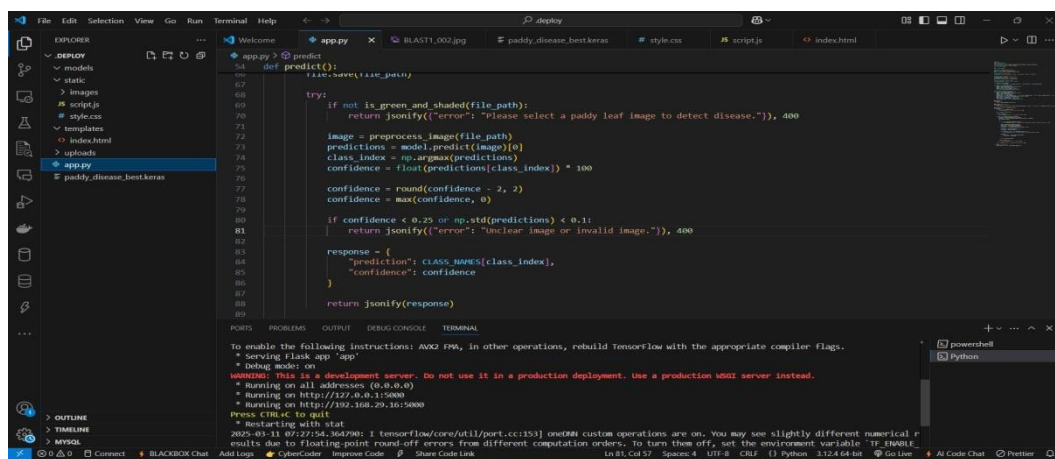 File Edit Selection View Go Run Terminal Help
.deploy
EXPLORER
.DEPLOY
models
static
images
JS script.js
# style.css
templates
index.html
uploads
app.py
paddy_disease_best.keras
OUTLINE
TIMELINE
MYSQL
Welcome app.py BLAST1_002.jpg paddy_disease_best.keras # style.css JS script.js index.html
app.py > predict
54 def predict():
66 file.save(file_path)
67
68 try:
69 if not is_green_and_shaded(file_path):
70 return jsonify({"error": "Please select a paddy leaf image to detect disease."}), 400
71
72 image = preprocess_image(file_path)
73 predictions = model.predict(image)[0]
74 class_index = np.argmax(predictions)
75 confidence = float(predictions[class_index]) * 100
76
77 confidence = round(confidence - 2, 2)
78 confidence = max(confidence, 0)
79
80 if confidence < 0.25 or np.std(predictions) < 0.1:
81 return jsonify({"error": "Unclear image or invalid image."}), 400
82
83 response = {
84 "prediction": CLASS_NAMES[class_index],
85 "confidence": confidence
86 }
87
88 return jsonify(response)
89
PORTS PROBLEMS OUTPUT DEBUG CONSOLE TERMINAL
powershell
Python
To enable the following instructions: AVX2 FMA, in other operations, rebuild TensorFlow with the appropriate compiler flags.
* Serving Flask app 'app'
* Debug mode: on
WARNING: This is a development server. Do not use it in a production deployment. Use a production WSGI server instead.
* Running on all addresses (0.0.0.0)
* Running on http://127.0.0.1:5000
* Running on http://192.168.29.16:5000
Press CTRL+C to quit
* Restarting with stat
2025-03-11 07:27:54.364790: I tensorflow/core/util/port.cc:153] oneDNN custom operations are on. You may see slightly different numerical r
esults due to floating-point round-off errors from different computation orders. To turn them off, set the environment variable `TF_ENABLE_
0 0 0 Connect BLACKBOX Chat Add Logs CyberCoder Improve Code Share Code Link Ln 81, Col 57 Spaces: 4 UTF-8 CRLF {} Python 3.12.4 64-bit Go Live AI Code Chat Prettier